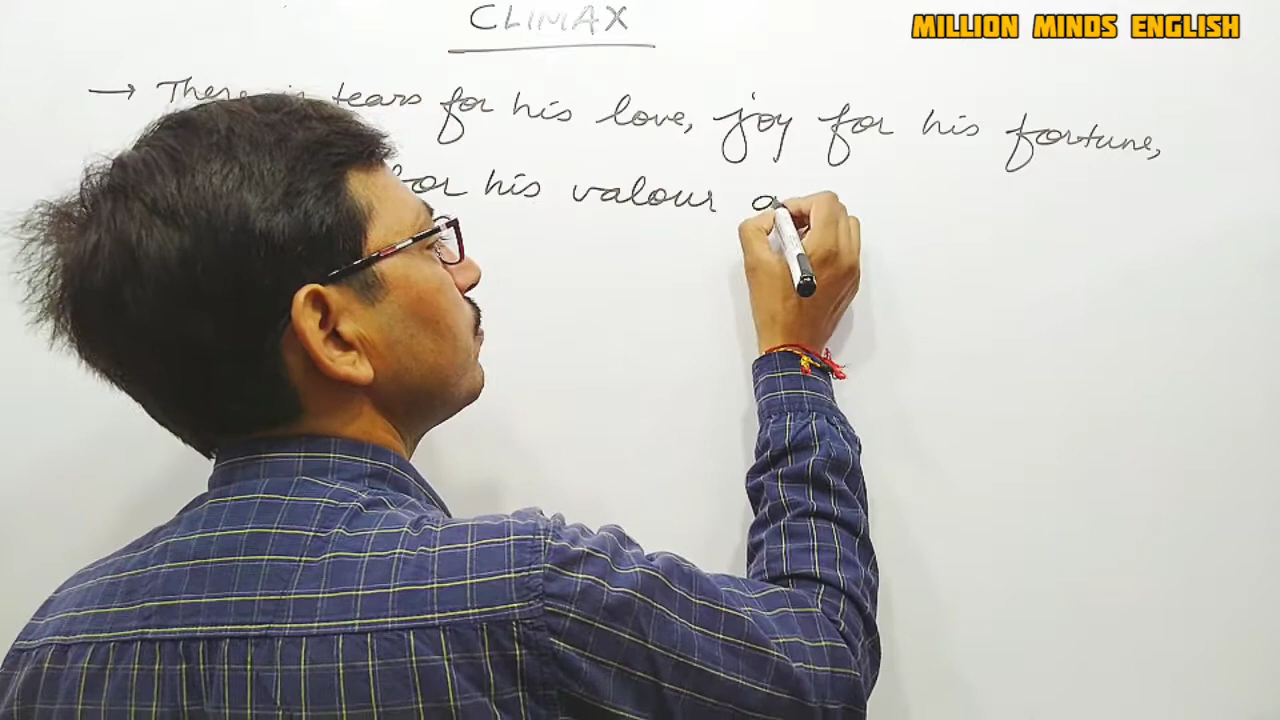 CLIMAX
MILLION MINDS ENGLISH
→ There is tears for his love, joy for his fortune,
for his valour a